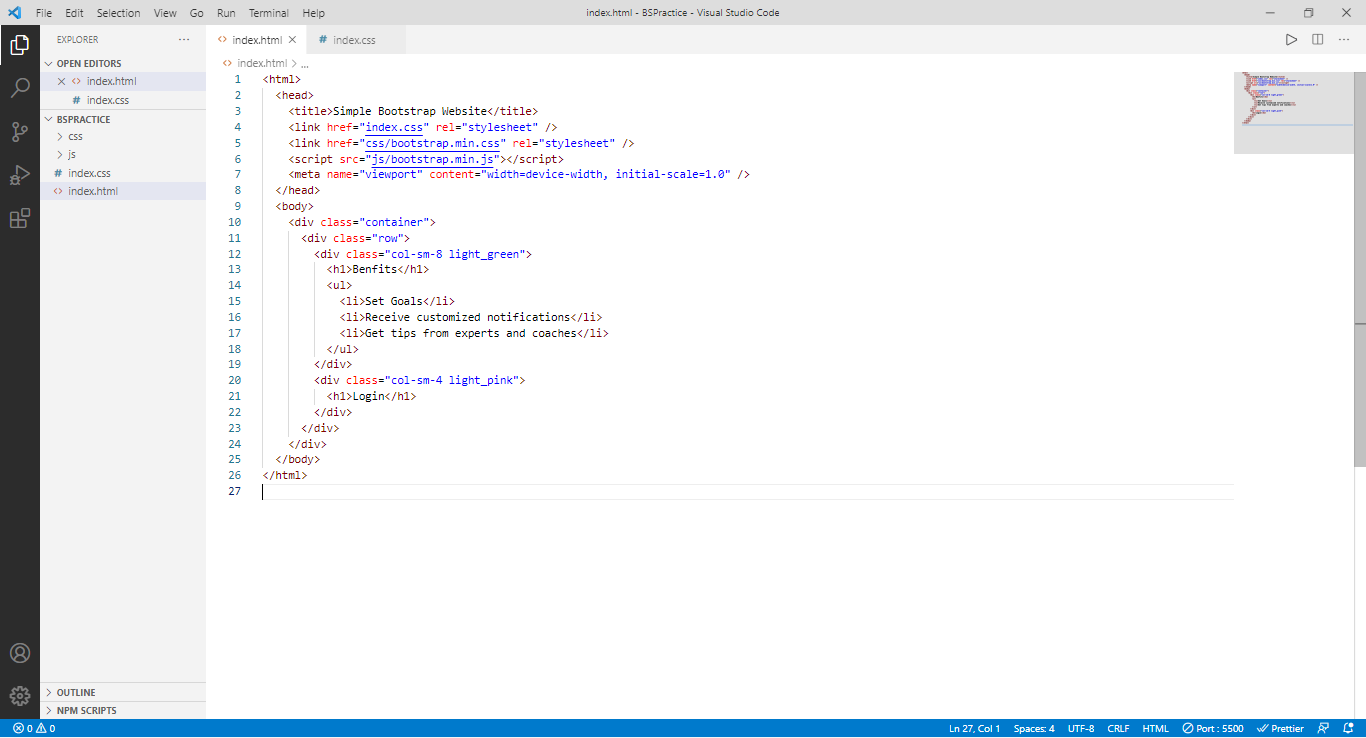 File Edit Selection View Go Run Terminal Help index.html - BSPractice - Visual Studio Code
EXPLORER ...
OPEN EDITORS
index.html
# index.css
BSPRACTICE
css
js
# index.css
index.html
OUTLINE
NPM SCRIPTS
index.html # index.css
index.html > ...
1 <html>
2 <head>
3 <title>Simple Bootstrap Website</title>
4 <link href="index.css" rel="stylesheet" />
5 <link href="css/bootstrap.min.css" rel="stylesheet" />
6 <script src="js/bootstrap.min.js"></script>
7 <meta name="viewport" content="width=device-width, initial-scale=1.0" />
8 </head>
9 <body>
10 <div class="container">
11 <div class="row">
12 <div class="col-sm-8 light_green">
13 <h1>Benfits</h1>
14 <ul>
15 <li>Set Goals</li>
16 <li>Receive customized notifications</li>
17 <li>Get tips from experts and coaches</li>
18 </ul>
19 </div>
20 <div class="col-sm-4 light_pink">
21 <h1>Login</h1>
22 </div>
23 </div>
24 </div>
25 </body>
26 </html>
27
0 0 Ln 27, Col 1 Spaces: 4 UTF-8 CRLF HTML Port : 5500 Prettier